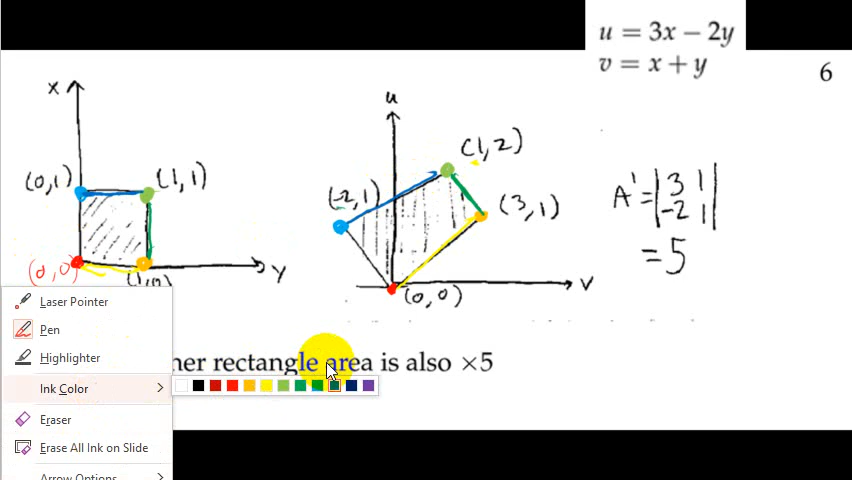 u = 3x − 2y
v = x + y
6
x
u
(0,1)
(1,1)
(1,2)
(-2,1)
(3,1)
A' = |3 1|
|-2 1|
= 5
(0,0)
y
(1,0)
(0,0)
v
Laser Pointer
Pen
Highlighter
her rectangle area is also ×5
Ink Color
Eraser
Erase All Ink on Slide
Arrow Options